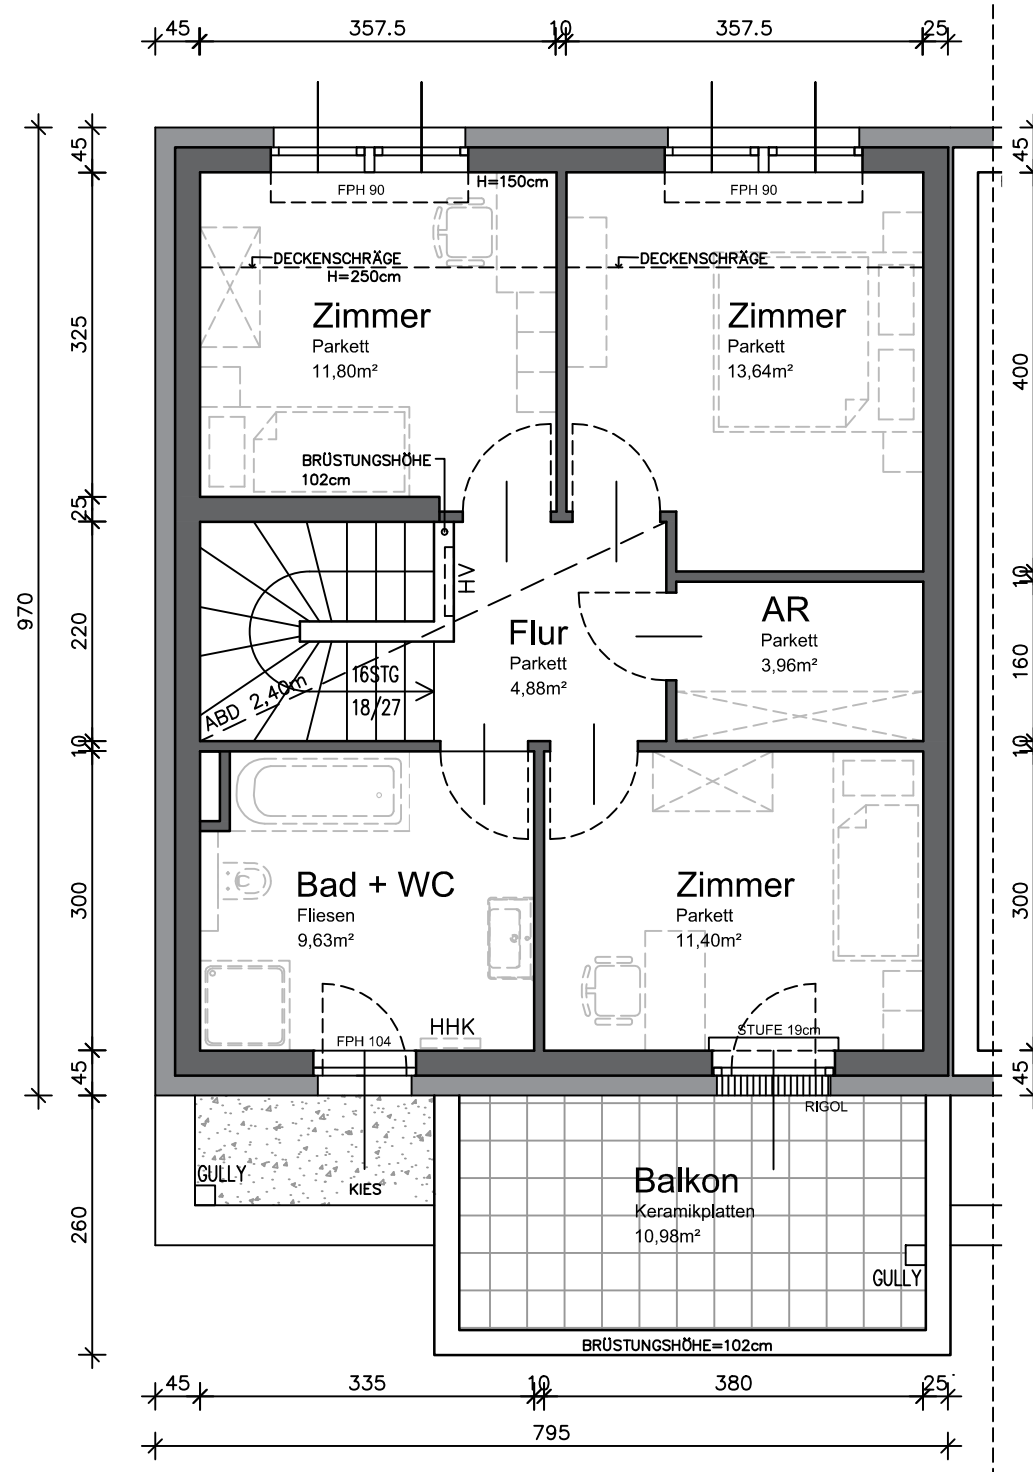 45 357.5 10 357.5 25
45 325 25 220 10 300 45 260
970
45 400 10 160 10 300 45
FPH 90
H=150cm
FPH 90
DECKENSCHRÄGE
H=250cm
DECKENSCHRÄGE
Zimmer
Parkett
11,80m²
Zimmer
Parkett
13,64m²
BRÜSTUNGSHÖHE
102cm
HV
Flur
Parkett
4,88m²
AR
Parkett
3,96m²
16STG
18/27
ABD 2,40m
Bad + WC
Fliesen
9,63m²
Zimmer
Parkett
11,40m²
HHK
FPH 104
STUFE 19cm
RIGOL
GULLY
KIES
Balkon
Keramikplatten
10,98m²
GULLY
BRÜSTUNGSHÖHE=102cm
45 335 10 380 25
795